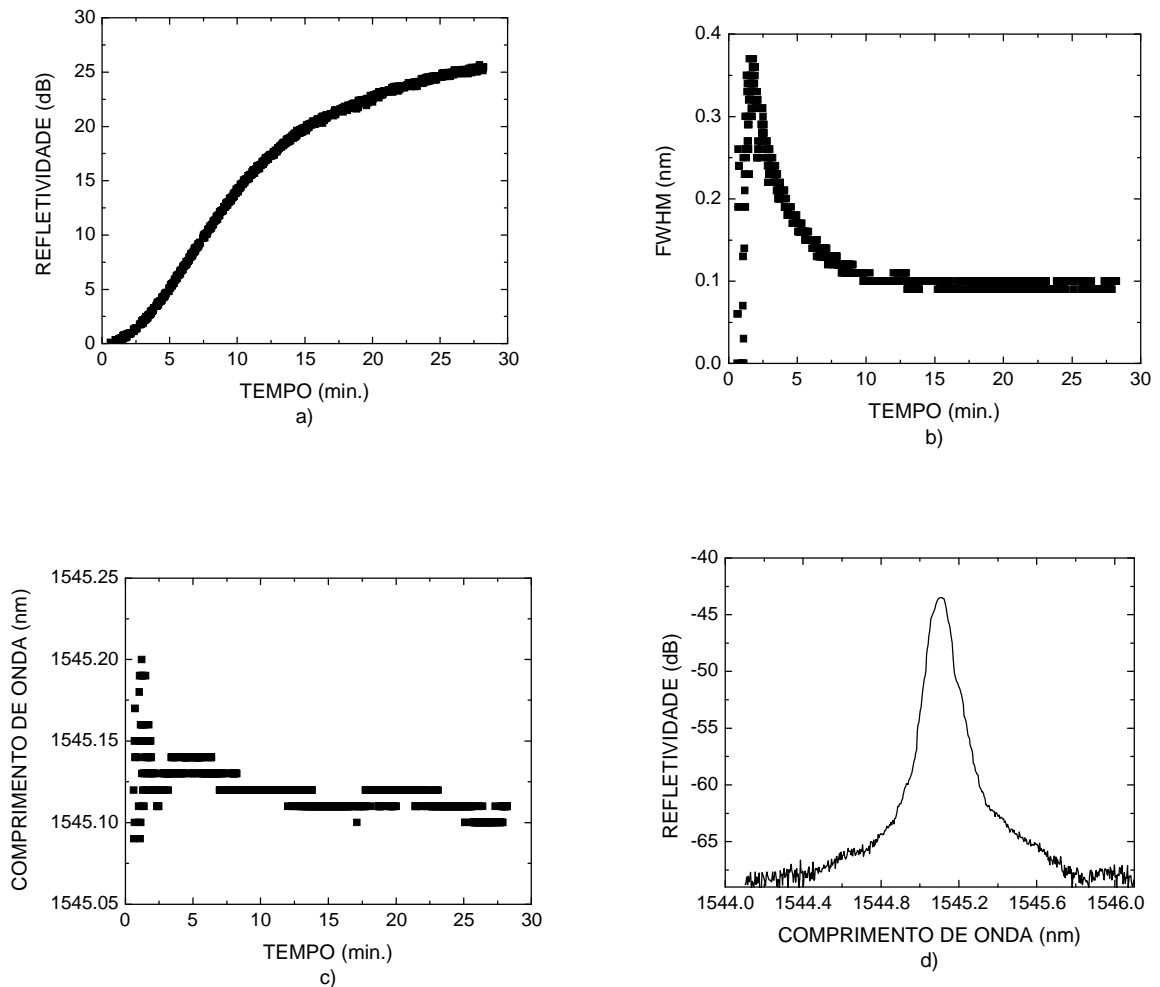 30
25
20
15
10
5
0
REFLETIVIDADE (dB)
0 5 10 15 20 25 30
TEMPO (min.)
a)
0.4
0.3
0.2
0.1
0.0
FWHM (nm)
0 5 10 15 20 25 30
TEMPO (min.)
b)
1545.25
1545.20
1545.15
1545.10
1545.05
COMPRIMENTO DE ONDA (nm)
0 5 10 15 20 25 30
TEMPO (min.)
c)
-40
-45
-50
-55
-60
-65
REFLETIVIDADE (dB)
1544.0 1544.4 1544.8 1545.2 1545.6 1546.0
COMPRIMENTO DE ONDA (nm)
d)